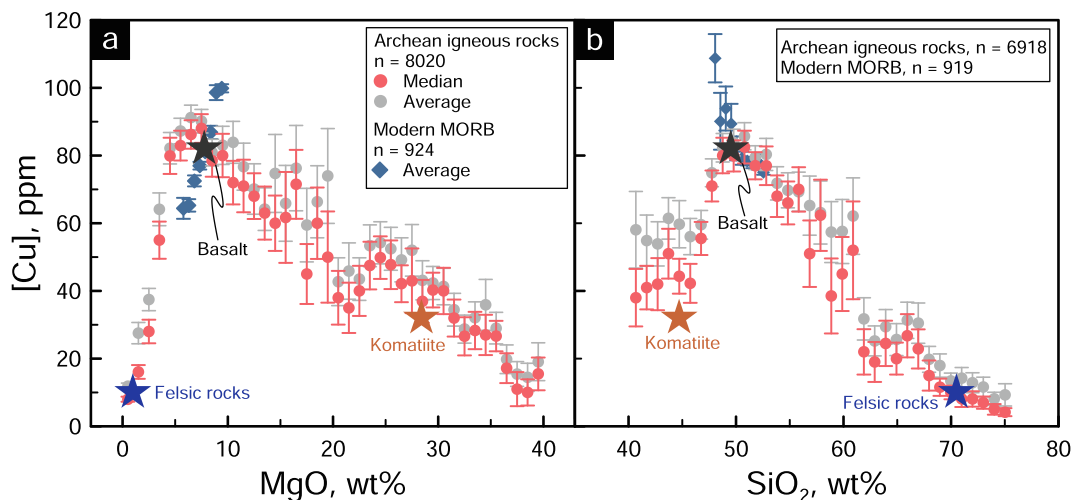 a
Archean igneous rocks
n = 8020
Median
Average
Modern MORB
n = 924
Average
Basalt
Komatiite
Felsic rocks
[Cu], ppm
120
100
80
60
40
20
0
0
10
20
30
40
MgO, wt%
b
Archean igneous rocks, n = 6918
Modern MORB, n = 919
Basalt
Komatiite
Felsic rocks
40
50
60
70
80
SiO₂, wt%